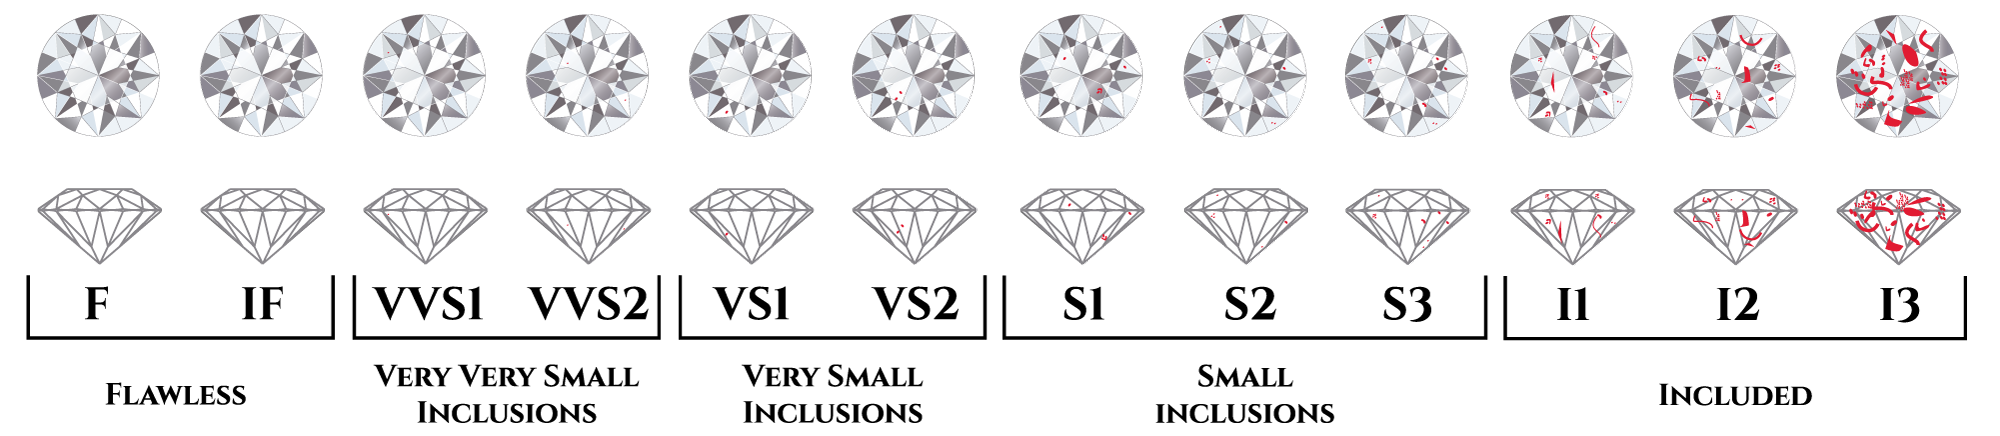 F IF VVS1 VVS2 VS1 VS2 S1 S2 S3 I1 I2 I3
Flawless
Very Very Small
Inclusions
Very Small
Inclusions
Small
inclusions
Included